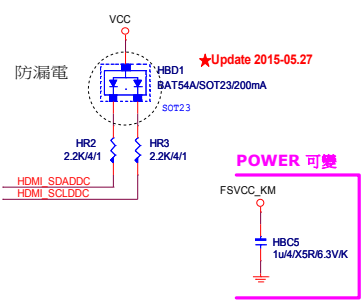 VCC
★Update 2015-05.27
防漏電
HBD1
BAT54A/SOT23/200mA
SOT23
HR2
2.2K/4/1
HR3
2.2K/4/1
HDMI_SDADDC
HDMI_SCLDDC
POWER 可變
FSVCC_KM
HBC5
1u/4/X5R/6.3V/K